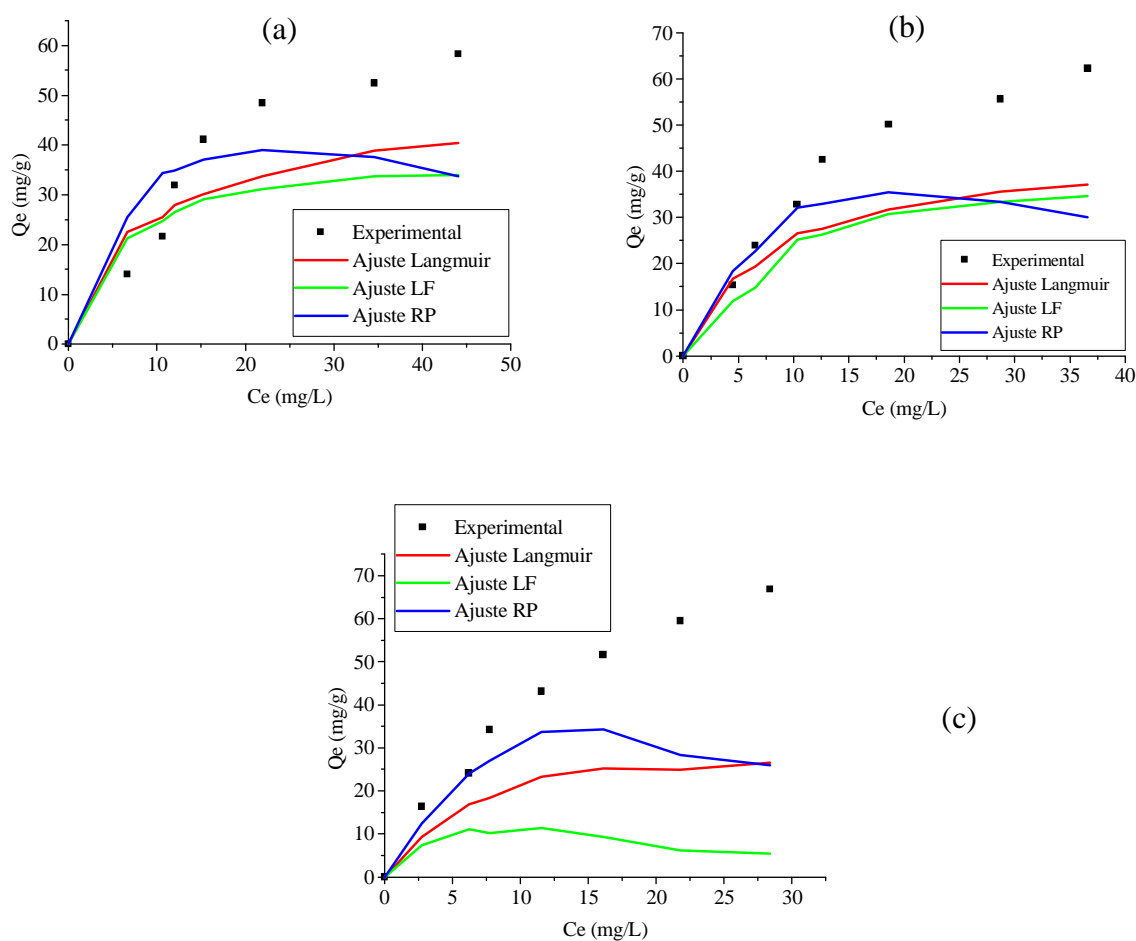 (a)
60
50
40
30
20
10
0
Qe (mg/g)
Experimental
Ajuste Langmuir
Ajuste LF
Ajuste RP
0 10 20 30 40 50
Ce (mg/L)
(b)
70
60
50
40
30
20
10
0
Qe (mg/g)
Experimental
Ajuste Langmuir
Ajuste LF
Ajuste RP
0 5 10 15 20 25 30 35 40
Ce (mg/L)
Experimental
Ajuste Langmuir
Ajuste LF
Ajuste RP
70
60
50
40
30
20
10
0
Qe (mg/g)
(c)
0 5 10 15 20 25 30
Ce (mg/L)